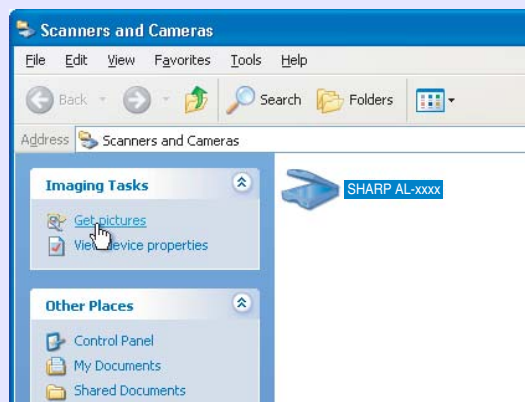 Scanners and Cameras
File Edit View Favorites Tools Help
Back Search Folders
Address Scanners and Cameras
Imaging Tasks
Get pictures
View device properties
Other Places
Control Panel
My Documents
Shared Documents
SHARP AL-xxxx